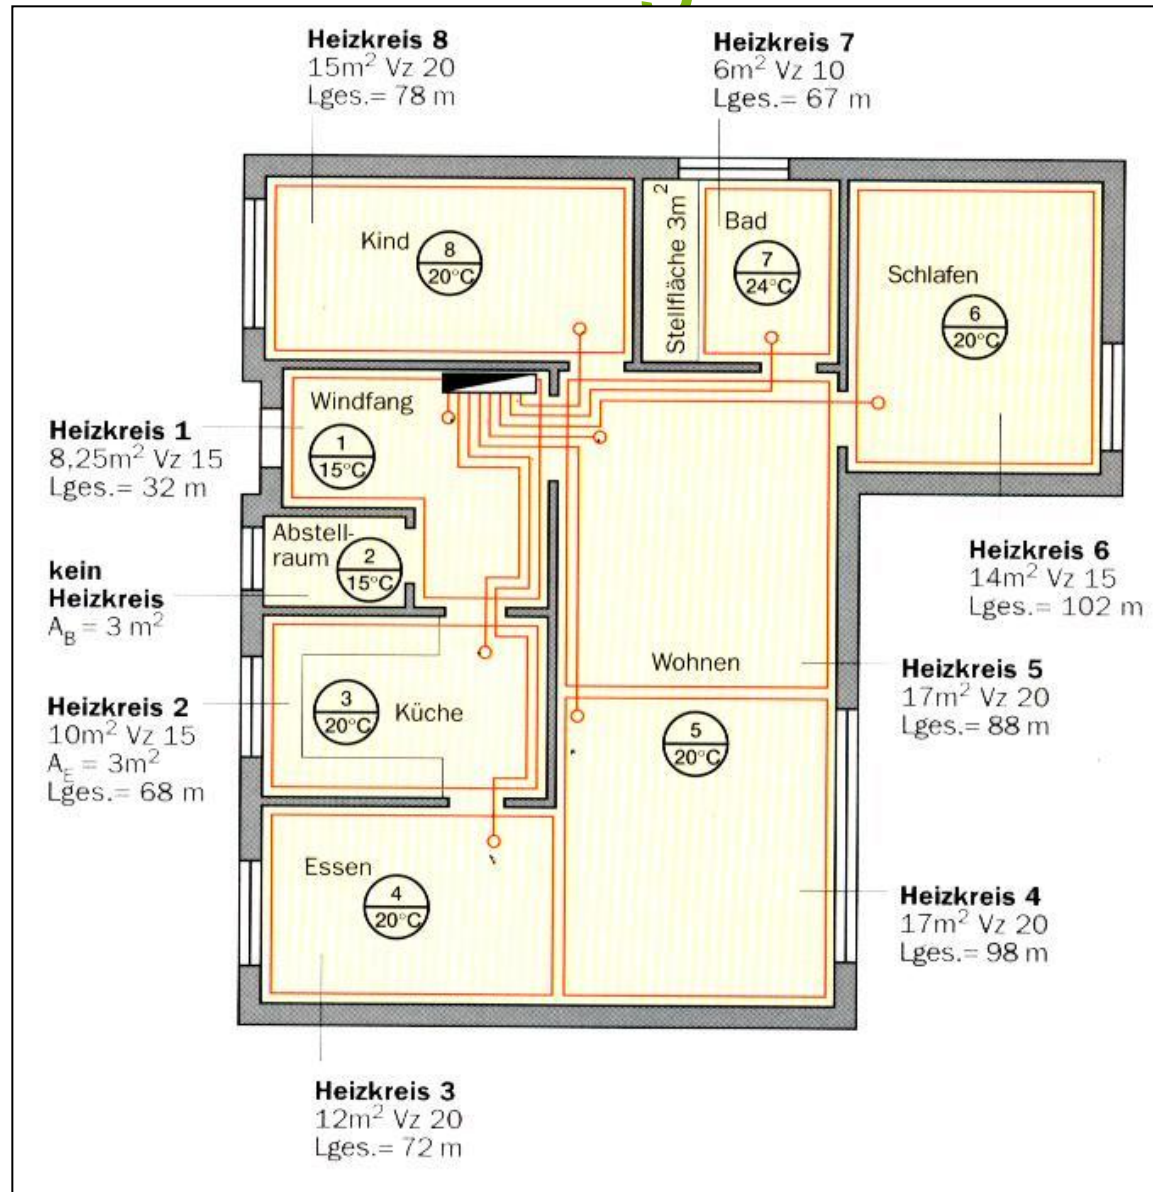 Heizkreis 8
15m² Vz 20
Lges.= 78 m
Heizkreis 7
6m² Vz 10
Lges.= 67 m
Kind
8
20°C
Stellfläche 3m²
Bad
7
24°C
Schlafen
6
20°C
Windfang
1
15°C
Heizkreis 1
8,25m² Vz 15
Lges.= 32 m
Abstell-
raum
2
15°C
kein
Heizkreis
A_B = 3 m²
Heizkreis 6
14m² Vz 15
Lges.= 102 m
Wohnen
Heizkreis 5
17m² Vz 20
Lges.= 88 m
Heizkreis 2
10m² Vz 15
A_E = 3m²
Lges.= 68 m
3
20°C
Küche
5
20°C
Essen
4
20°C
Heizkreis 4
17m² Vz 20
Lges.= 98 m
Heizkreis 3
12m² Vz 20
Lges.= 72 m